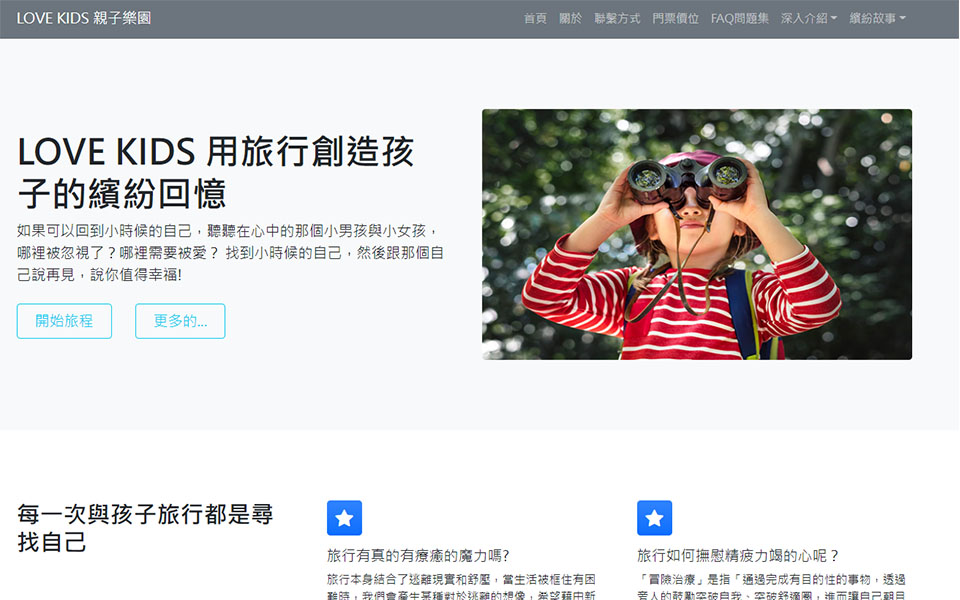 LOVE KIDS 親子樂園
首頁 關於 聯繫方式 門票價位 FAQ問題集 深入介紹 繽紛故事
LOVE KIDS 用旅行創造孩
子的繽紛回憶
如果可以回到小時候的自己，聽聽在心中的那個小男孩與小女孩，
哪裡被忽視了？哪裡需要被愛？ 找到小時候的自己，然後跟那個自
己說再見，說你值得幸福!
開始旅程 更多的...
每一次與孩子旅行都是尋
找自己
旅行有真的有療癒的魔力嗎?
旅行本身結合了逃離現實和舒壓，當生活被框住有困
難時，我們會產生某種對於逃離的想像，希望藉由新
旅行如何撫慰精疲力竭的心呢？
「冒險治療」是指「通過完成有目的性的事物，透過
旁人的鼓勵突破自我、突破舒適圈，進而讓自己朝目